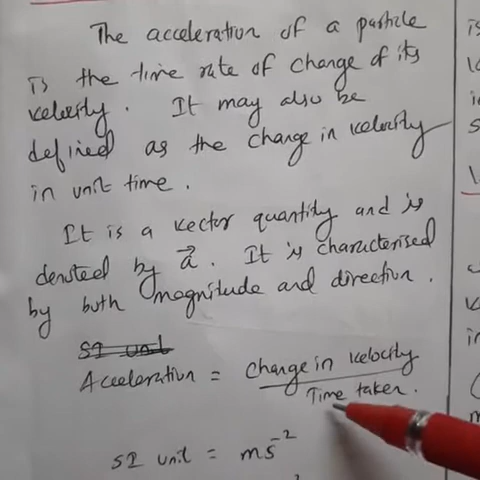 The acceleration of a particle
is the time rate of change of its
velocity. It may also be
defined as the change in velocity
in unit time.
It is a vector quantity and is
denoted by a⃗. It is characterised
by both magnitude and direction.
SI unit
Acceleration = Change in velocity
Time taken.
SI unit = ms⁻²